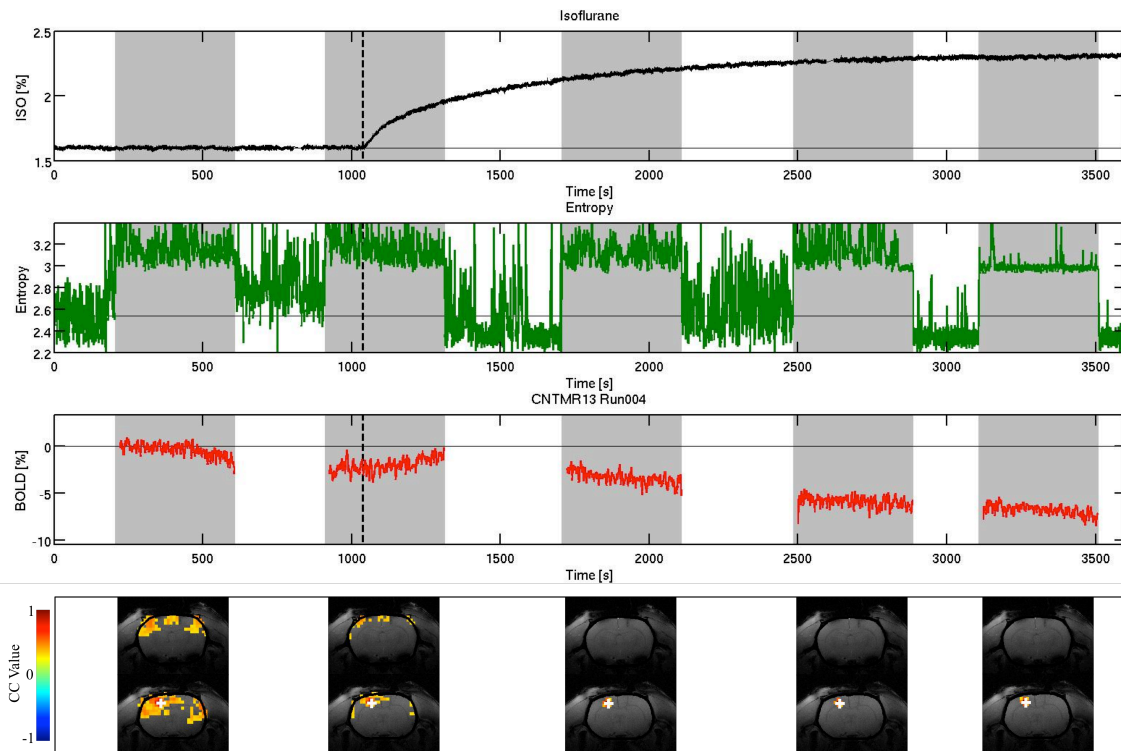 Isoflurane
2.5
2
1.5
ISO [%]
0 500 1000 1500 2000 2500 3000 3500
Time [s]
Entropy
3.2
3
2.8
2.6
2.4
2.2
Entropy
0 500 1000 1500 2000 2500 3000 3500
Time [s]
CNTMR13 Run004
0
-5
-10
BOLD [%]
0 500 1000 1500 2000 2500 3000 3500
Time [s]
1
0
-1
CC Value